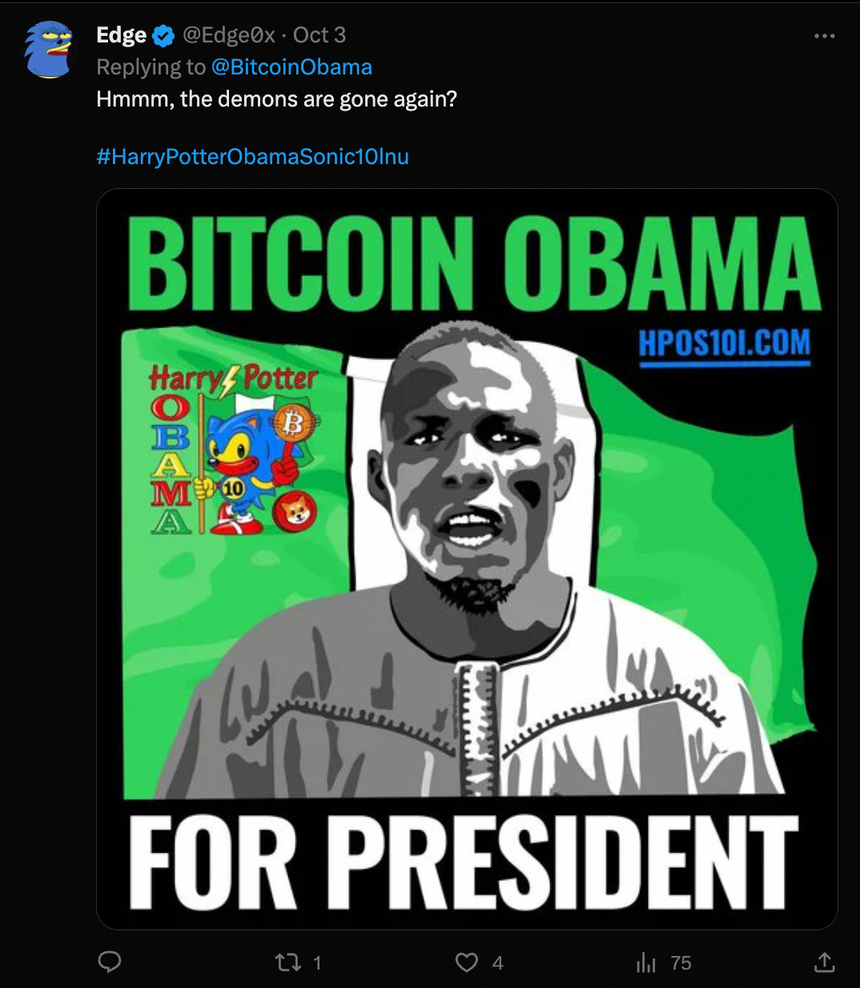 Edge @Edge0x · Oct 3
Replying to @BitcoinObama
Hmmm, the demons are gone again?
#HarryPotterObamaSonic10Inu
BITCOIN OBAMA
HPOS10I.COM
Harry Potter
OBAMA
B
10
FOR PRESIDENT
1
4
75